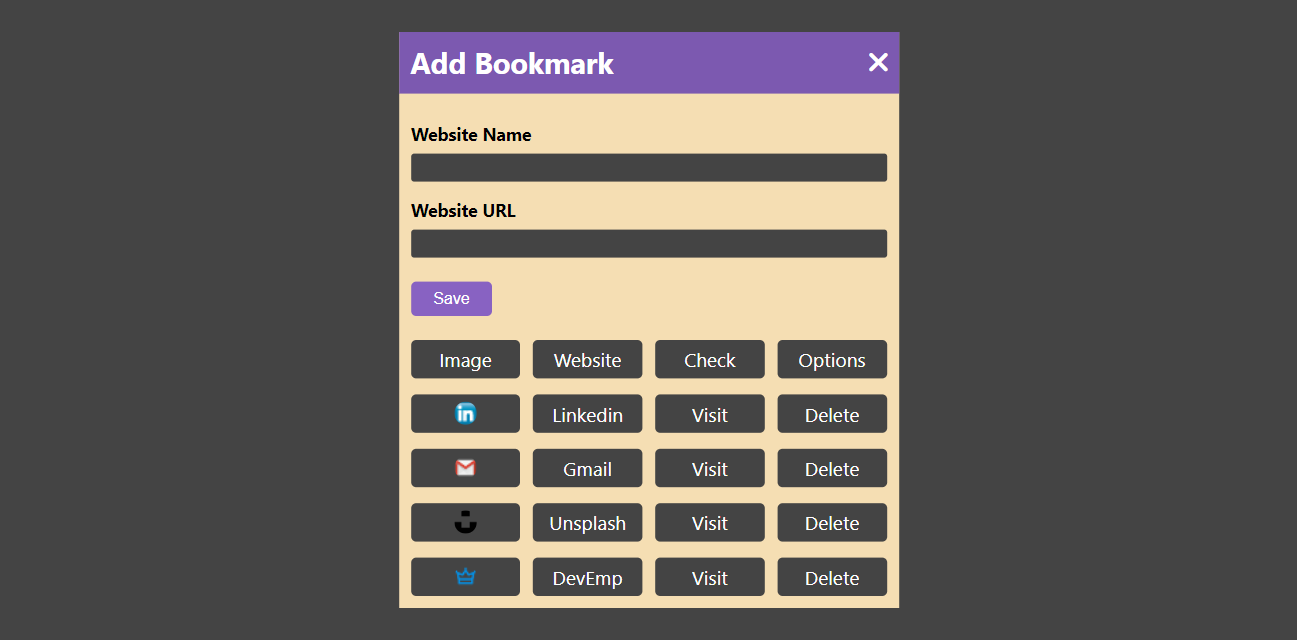 Add Bookmark
Website Name
Website URL
Save
Image Website Check Options
in Linkedin Visit Delete
Gmail Visit Delete
Unsplash Visit Delete
DevEmp Visit Delete